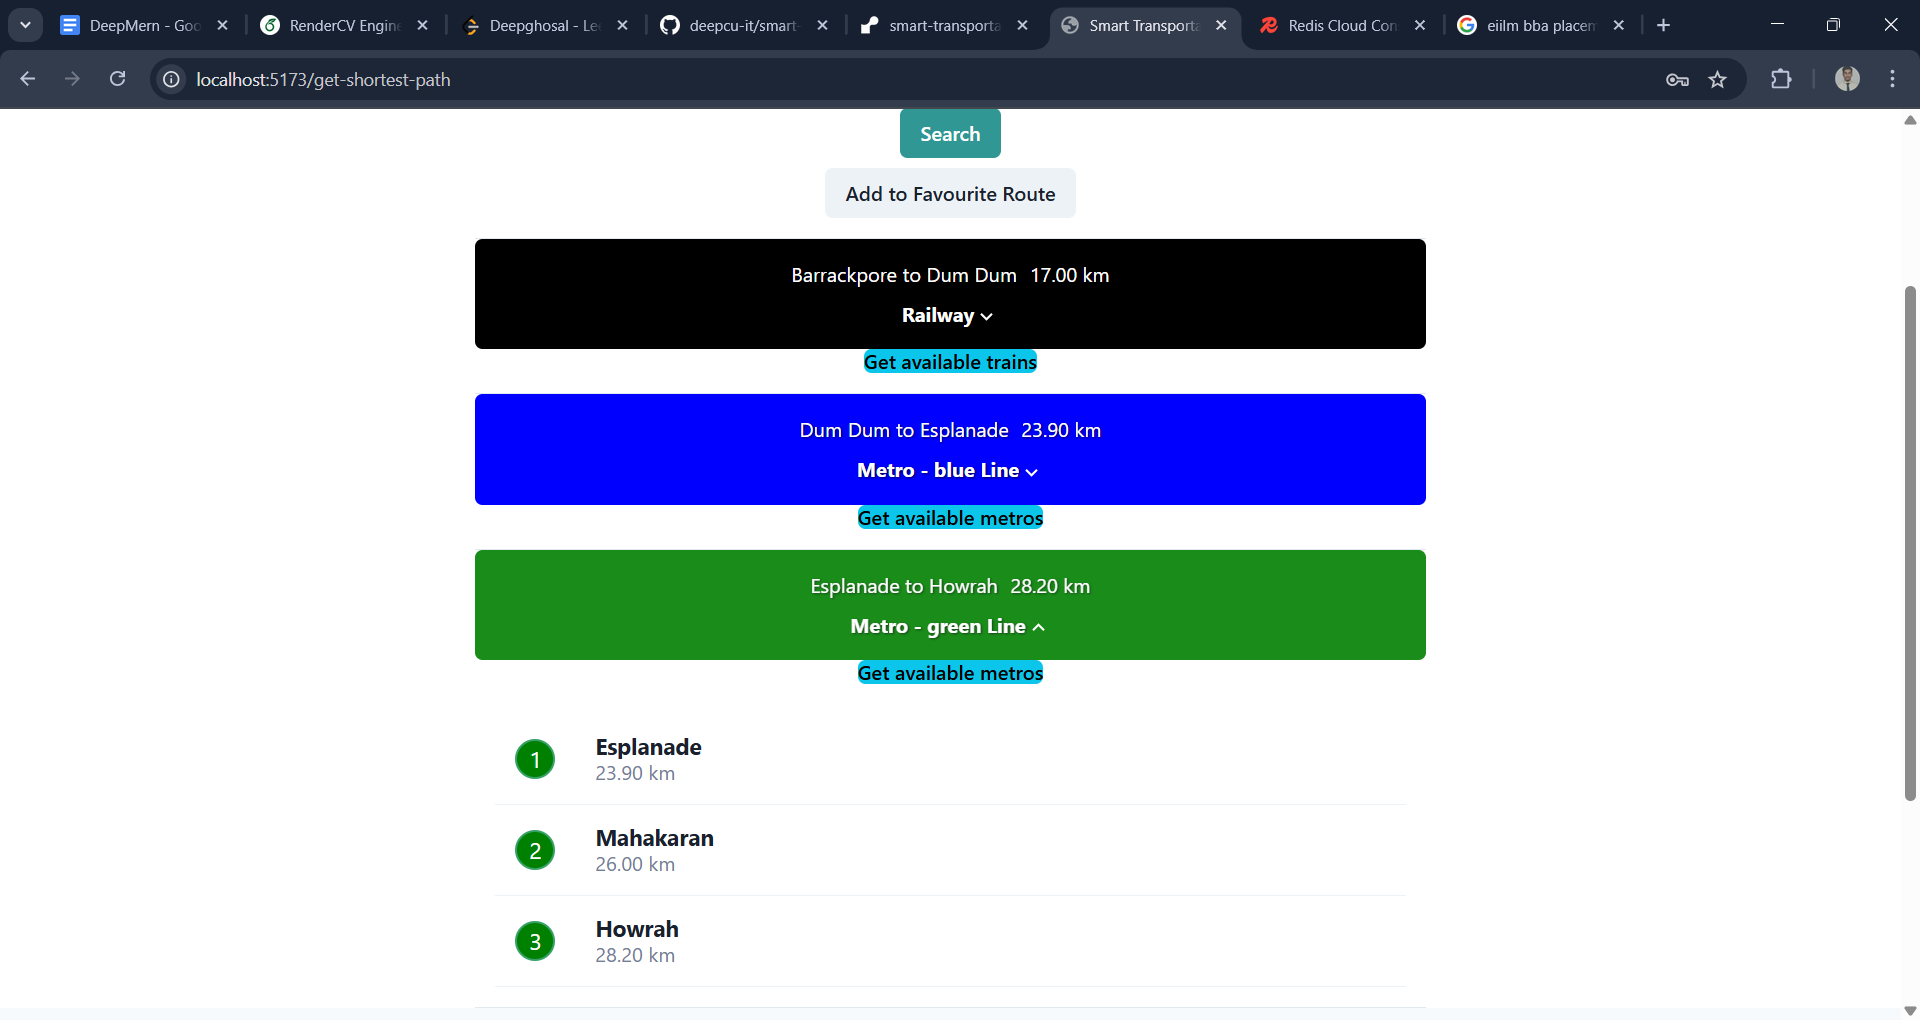 DeepMern - Goo
RenderCV Engine
Deepghosal - Le
deepcu-it/smart-
smart-transporta
Smart Transporta
Redis Cloud Con
eiilm bba placem
localhost:5173/get-shortest-path
Search
Add to Favourite Route
Barrackpore to Dum Dum 17.00 km
Railway
Get available trains
Dum Dum to Esplanade 23.90 km
Metro - blue Line
Get available metros
Esplanade to Howrah 28.20 km
Metro - green Line
Get available metros
1 Esplanade
23.90 km
2 Mahakaran
26.00 km
3 Howrah
28.20 km